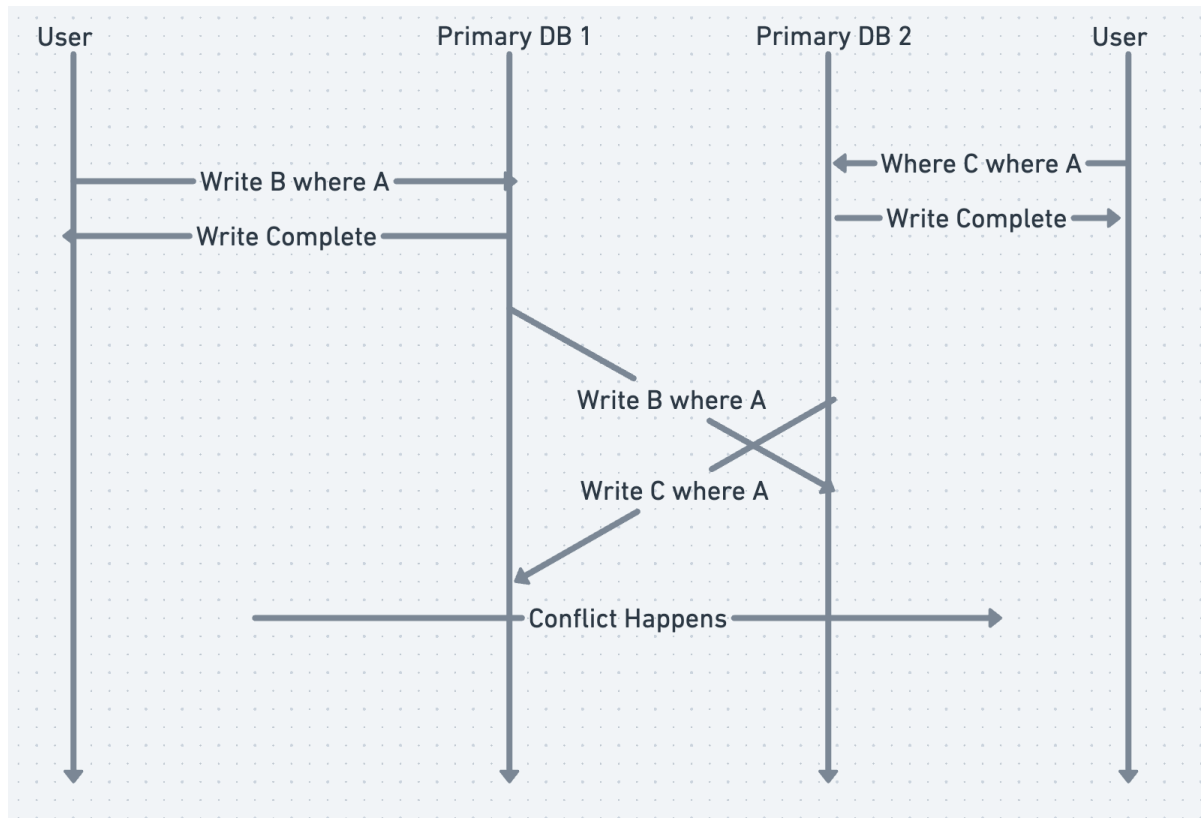 User
Primary DB 1
Primary DB 2
User
Where C where A
Write B where A
Write Complete
Write Complete
Write B where A
Write C where A
Conflict Happens